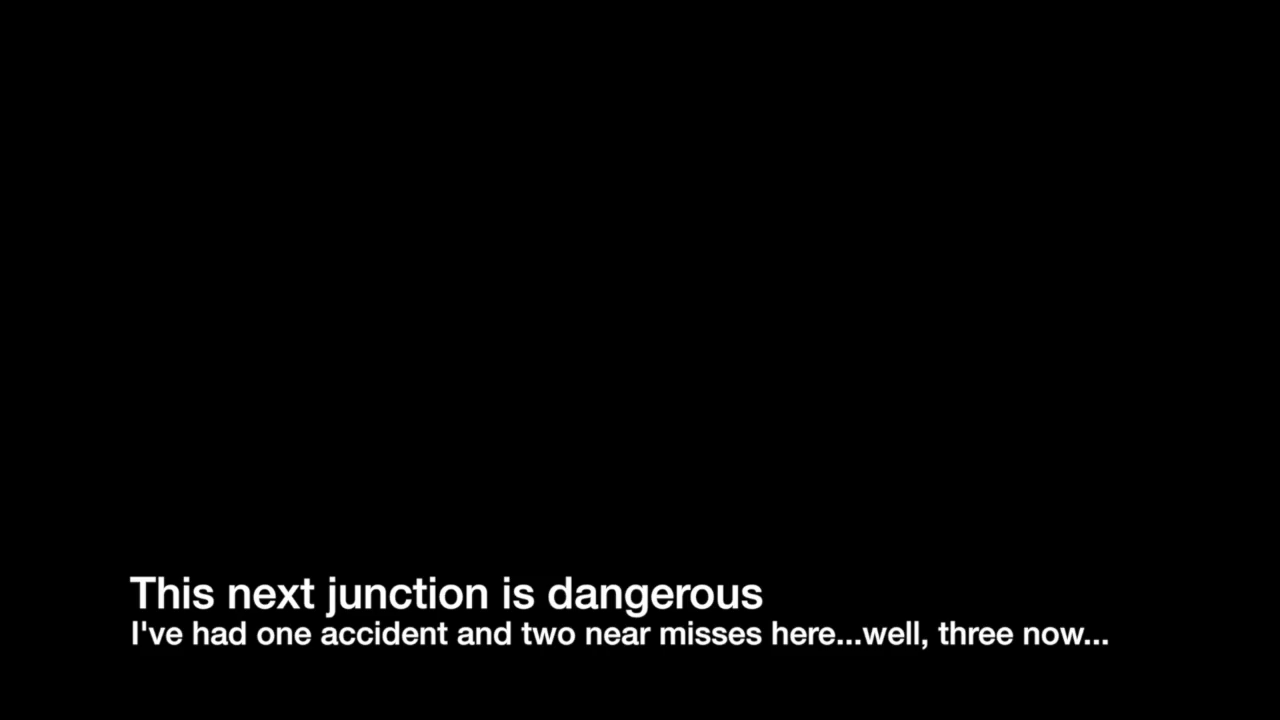 This next junction is dangerous
I've had one accident and two near misses here...well, three now...